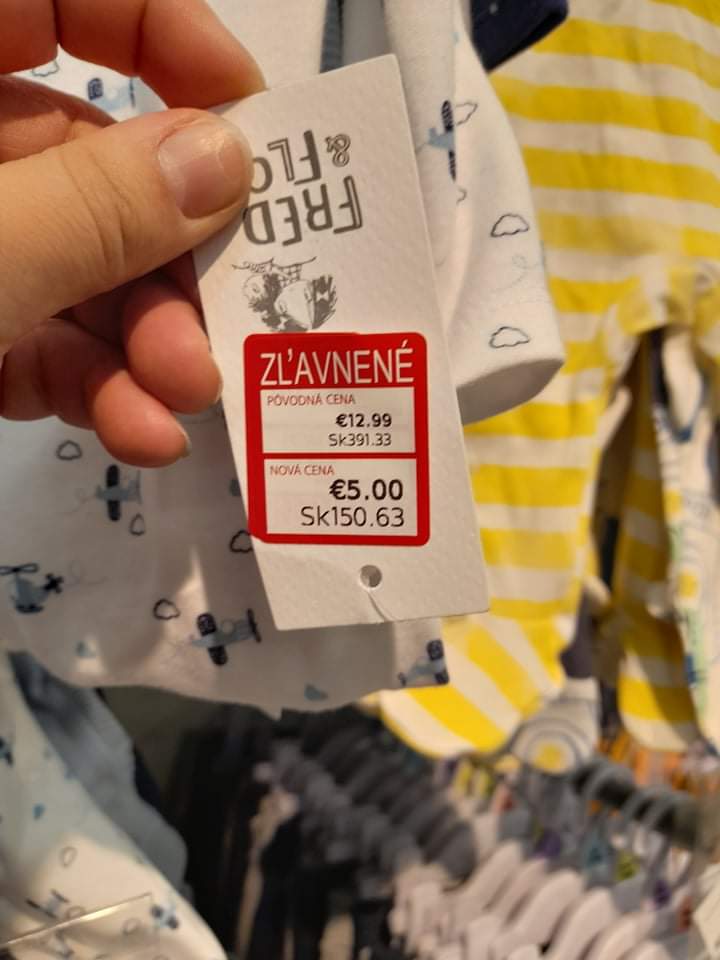 FRED
& FLO
ZĽAVNENÉ
PÔVODNÁ CENA
€12.99
Sk391.33
NOVÁ CENA
€5.00
Sk150.63